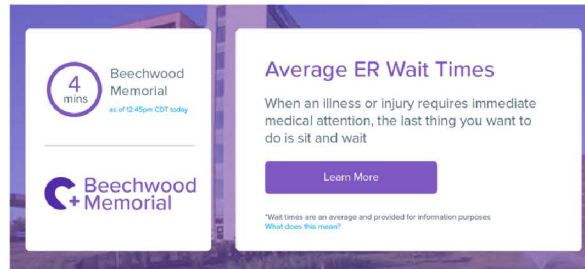 4
mins
Beechwood
Memorial
as of 12:45pm CDT today
Beechwood
Memorial
Average ER Wait Times
When an illness or injury requires immediate
medical attention, the last thing you want to
do is sit and wait
Learn More
*Wait times are an average and provided for information purposes
What does this mean?